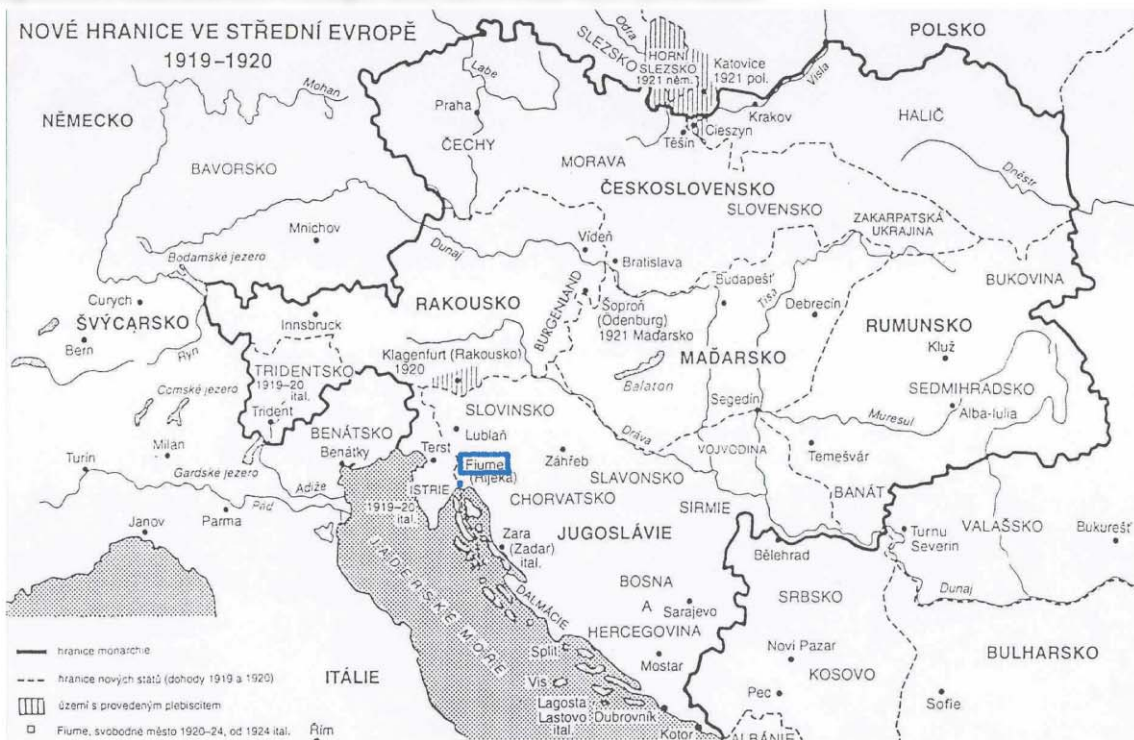 NOVÉ HRANICE VE STŘEDNÍ EVROPĚ
1919–1920
POLSKO
Odra
SLEZSKO
HORNÍ
SLEZSKO
1921 něm.
Katovice
1921 pol.
Visla
Labe
Mohan
Praha
Krakov
HALIČ
NĚMECKO
Cieszyn
Těšín
ČECHY
BAVORSKO
MORAVA
Dněstr
ČESKOSLOVENSKO
SLOVENSKO
ZAKARPATSKÁ
UKRAJINA
Mnichov
Dunaj
Vídeň
Bratislava
Bodamské jezero
Budapešť
Tisa
BUKOVINA
Curych
RAKOUSKO
BURGENLAND
Šoproň
(Ödenburg)
1921 Maďarsko
Debrecín
ŠVÝCARSKO
Innsbruck
RUMUNSKO
Bern
Rýn
Klagenfurt (Rakousko)
1920
MAĎARSKO
Kluž
Balaton
TRIDENTSKO
1919–20
ital.
SEDMIHRADSKO
Comské jezero
Segedín
Muresul
Alba-Iulia
Trident
SLOVINSKO
BENÁTSKO
Lublaň
Dráva
VOJVODINA
Milan
Benátky
Terst
Fiume
(Rijeka)
Záhřeb
Temešvár
Turín
Gardské jezero
SLAVONSKO
Adiže
ISTRIE
CHORVATSKO
BANÁT
Pád
1919–20
ital.
SIRMIE
Janov
Parma
Zara
(Zadar)
ital.
JUGOSLÁVIE
Turnu
Severin
VALAŠSKO
Bukurešť
Bělehrad
JADERSKÉ MOŘE
BOSNA
A
HERCEGOVINA
DALMÁCIE
Sarajevo
SRBSKO
Dunaj
Split
Mostar
Novi Pazar
BULHARSKO
ITÁLIE
Vis
KOSOVO
Lagosta
Lastovo
ital.
Dubrovník
Pec
Sofie
Kotor
ALBÁNIE
hranice monarchie
hranice nových států (dohody 1919 a 1920)
území s provedeným plebiscitem
Fiume, svobodné město 1920–24, od 1924 ital.
Řím